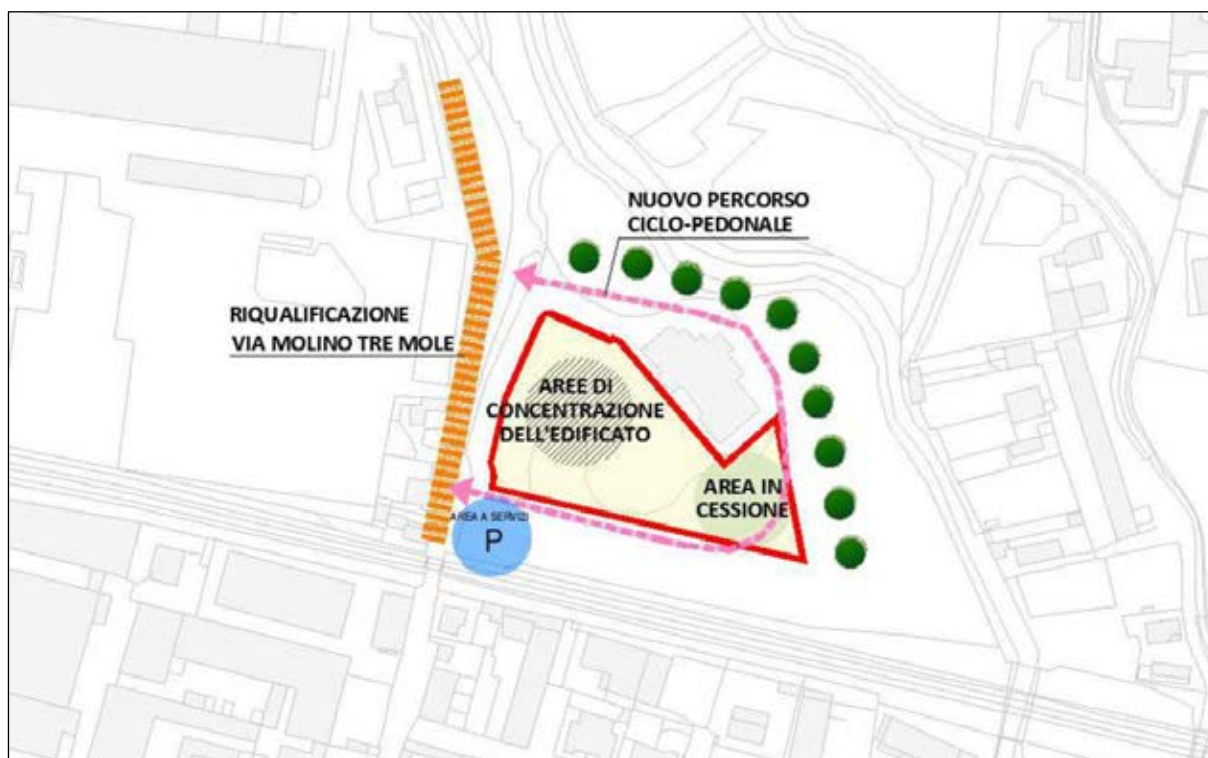 NUOVO PERCORSO
CICLO-PEDONALE
RIQUALIFICAZIONE
VIA MOLINO TRE MOLE
AREE DI
CONCENTRAZIONE
DELL'EDIFICATO
AREA IN
CESSIONE
AREA A SERVIZI
P